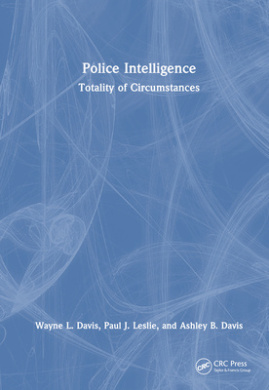 Police Intelligence
Totality of Circumstances
Wayne L. Davis, Paul J. Leslie, and Ashley B. Davis
CRC Press
Taylor & Francis Group